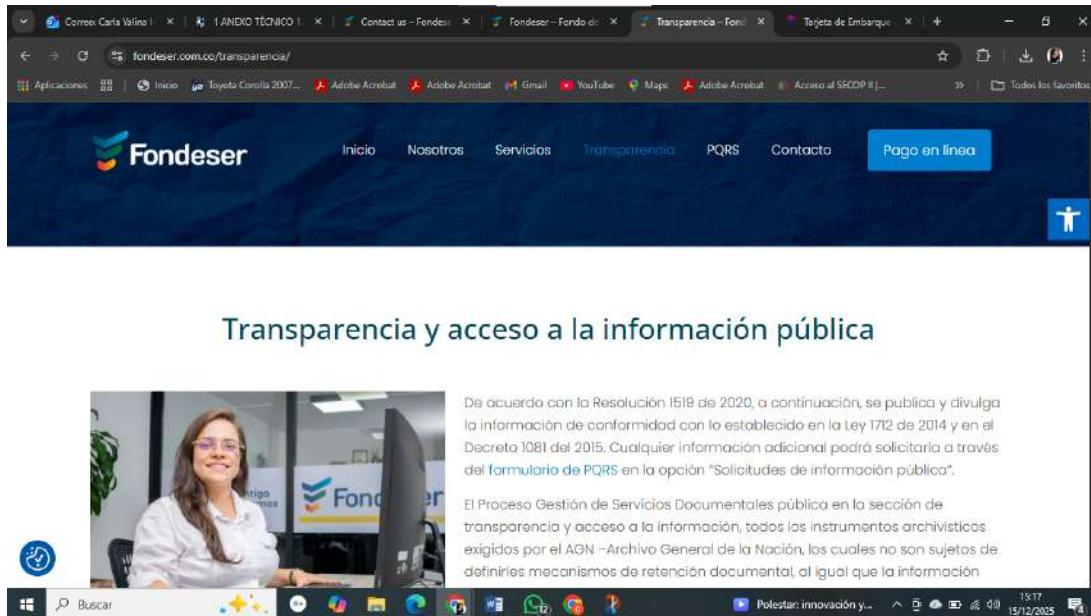 Correo: Carla Valina I
1 ANEXO TÉCNICO 1.
Contact us – Fondese
Fondeser – Fondo de
Transparencia – Fond
Tarjeta de Embarque
fondeser.com.co/transparencia/
Aplicaciones
Inicio
Toyota Corolla 2007...
Adobe Acrobat
Adobe Acrobat
Gmail
YouTube
Maps
Adobe Acrobat
Acceso al SECOP II |...
»
Todos los favoritos
Fondeser
Inicio
Nosotros
Servicios
Transparencia
PQRS
Contacto
Pago en línea
Transparencia y acceso a la información pública
De acuerdo con la Resolución 1519 de 2020, a continuación, se publica y divulga
la información de conformidad con lo establecido en la Ley 1712 de 2014 y en el
Decreto 1081 del 2015. Cualquier información adicional podrá solicitarla a través
del formulario de PQRS en la opción “Solicitudes de información pública”.
El Proceso Gestión de Servicios Documentales pública en la sección de
transparencia y acceso a la información, todos los instrumentos archivísticos
exigidos por el AGN –Archivo General de la Nación, los cuales no son sujetos de
definirles mecanismos de retención documental, al igual que la información
Buscar
Polestar: innovación y...
15:17
15/12/2025